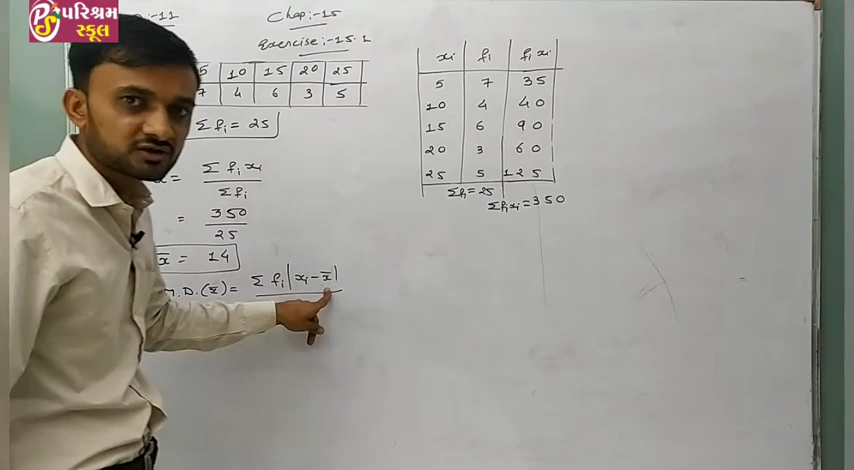 પરિશ્રમ
સ્કૂલ
:-11 Chap:-15
Exercise:-15.1
5 10 15 20 25
7 4 6 3 5
Σfi = 25
= Σfixi / Σfi
= 350 / 25
x̄ = 14
M.D.(x̄) = Σfi|xi-x̄|
xi fi fixi
5 7 35
10 4 40
15 6 90
20 3 60
25 5 125
Σfi=25
Σfixi=350